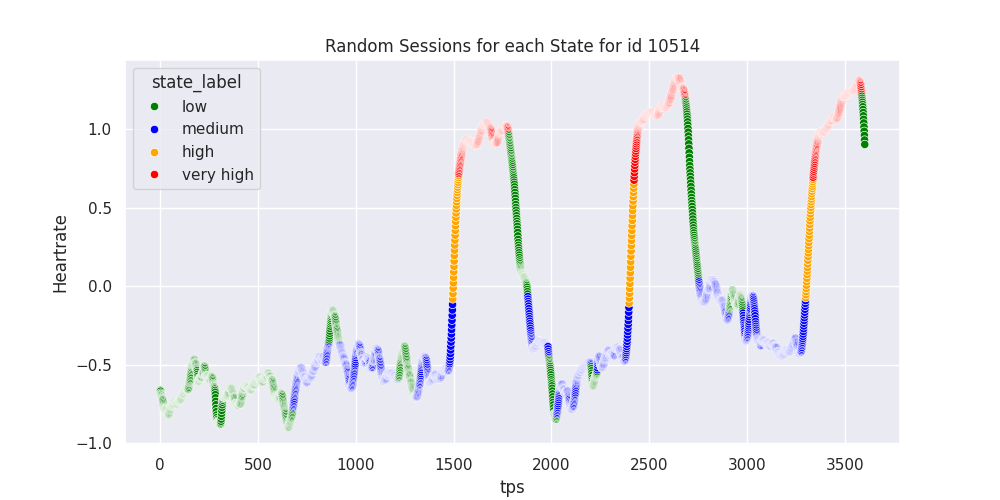 Random Sessions for each State for id 10514
state_label
low
medium
high
very high
Heartrate
1.0
0.5
0.0
−0.5
−1.0
0 500 1000 1500 2000 2500 3000 3500
tps